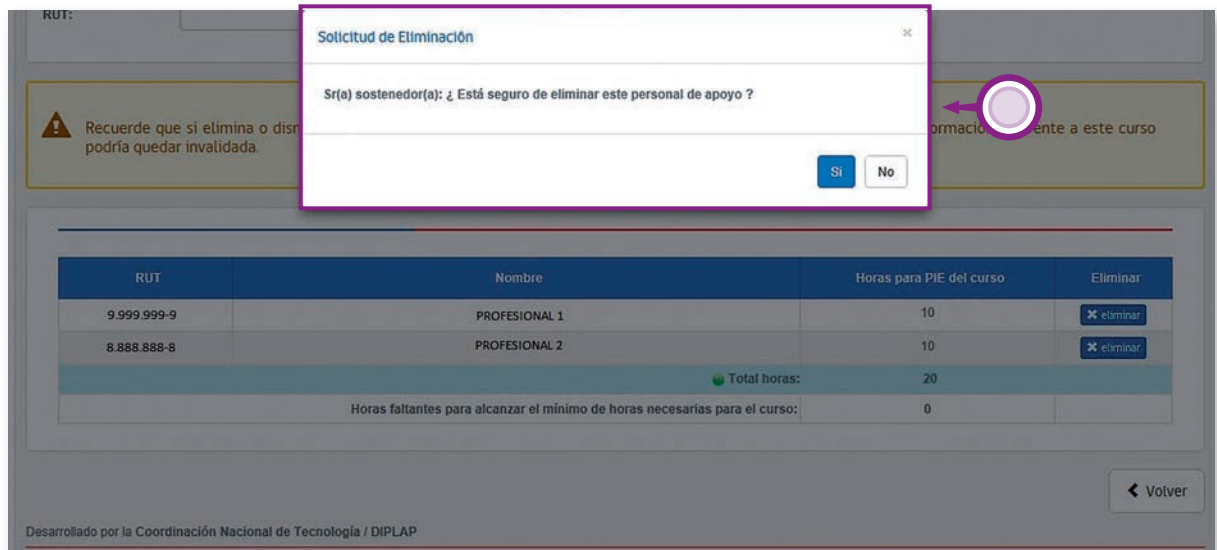 RUT:
Solicitud de Eliminación ×
Sr(a) sostenedor(a): ¿ Está seguro de eliminar este personal de apoyo ?
Recuerde que si elimina o ente a este curso
podría quedar invalidada.
Si No
RUT Nombre Horas para PIE del curso Eliminar
9.999.999-9 PROFESIONAL 1 10 eliminar
8.888.888-8 PROFESIONAL 2 10 eliminar
Total horas: 20
Horas faltantes para alcanzar el mínimo de horas necesarias para el curso: 0
Volver
Desarrollado por la Coordinación Nacional de Tecnología / DIPLAP